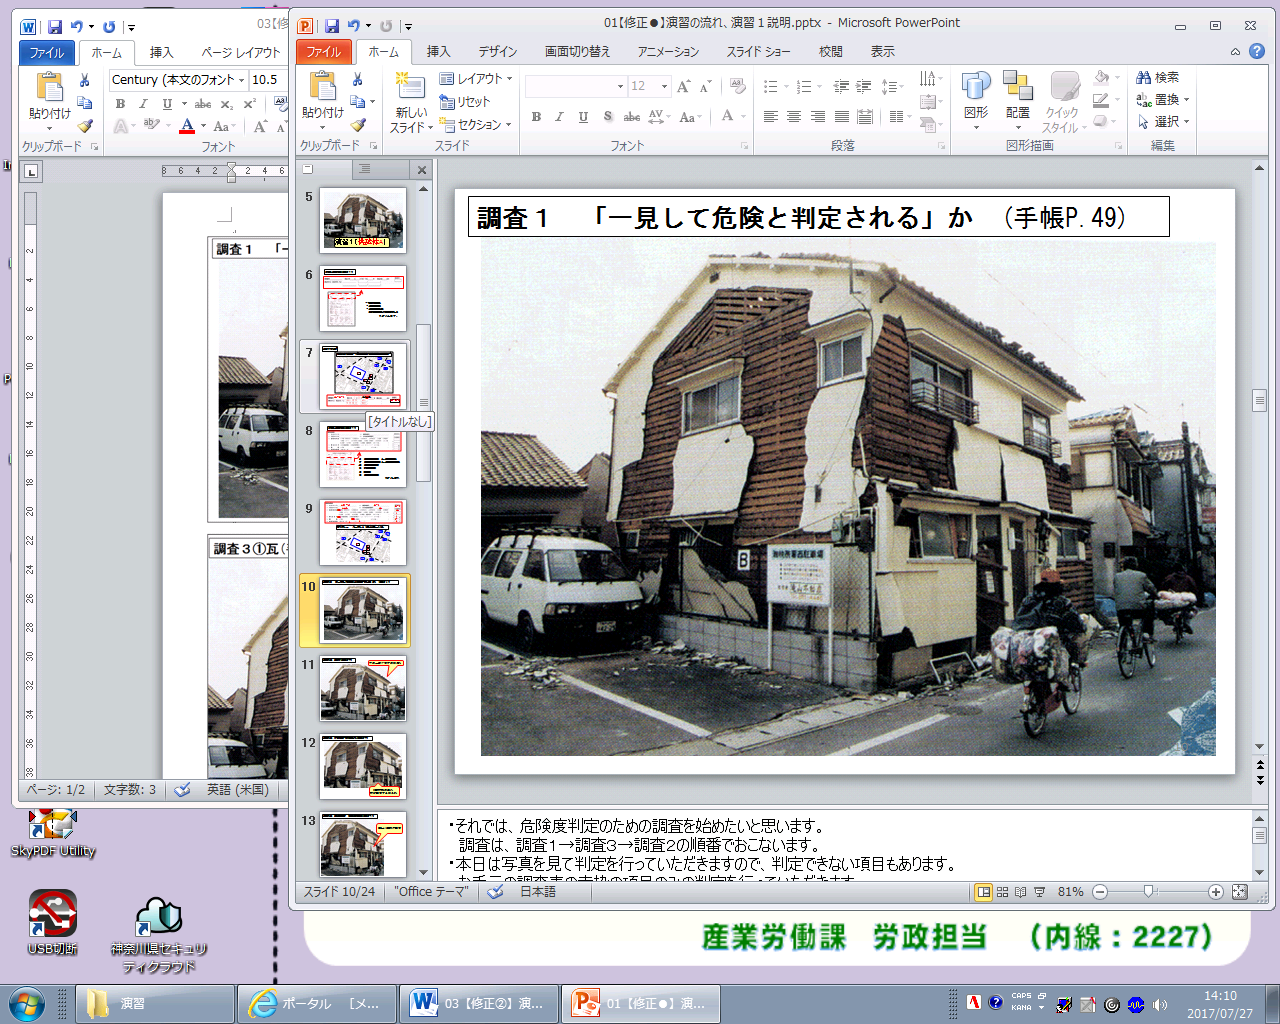 01【修正●】演習の流れ、演習１説明.pptx - Microsoft PowerPoint
ファイル
ホーム
挿入
ページ レイアウト
Century (本文のフォント
10.5
貼り付け
クリップボード
フォント
ファイル
ホーム
挿入
デザイン
画面切り替え
アニメーション
スライド ショー
校閲
表示
貼り付け
新しい
スライド
レイアウト
リセット
セクション
12
図形
配置
クイック
スタイル
検索
置換
選択
クリップボード
スライド
フォント
段落
図形描画
編集
調査１ 「一見して危険と判定される」か （手帳P.49）
B
5
6
7
[タイトルなし]
8
9
10
11
12
13
調査１
調査３①瓦
ページ: 1/2
文字数: 3
英語 (米国)
・それでは、危険度判定のための調査を始めたいと思います。
調査は、調査１→調査３→調査２の順番でおこないます。
・本日は写真を見て判定を行っていただきますので、判定できない項目もあります。
スライド 10/24
"Office テーマ"
日本語
81%
SkyPDF Utility
USB切断
神奈川県セキュリ
ティクラウド
産業労働課 労政担当 （内線：2227）
演習
ポータル [メ...
03【修正②】演...
01【修正●】演...
CAPS
KANA
14:10
2017/07/27